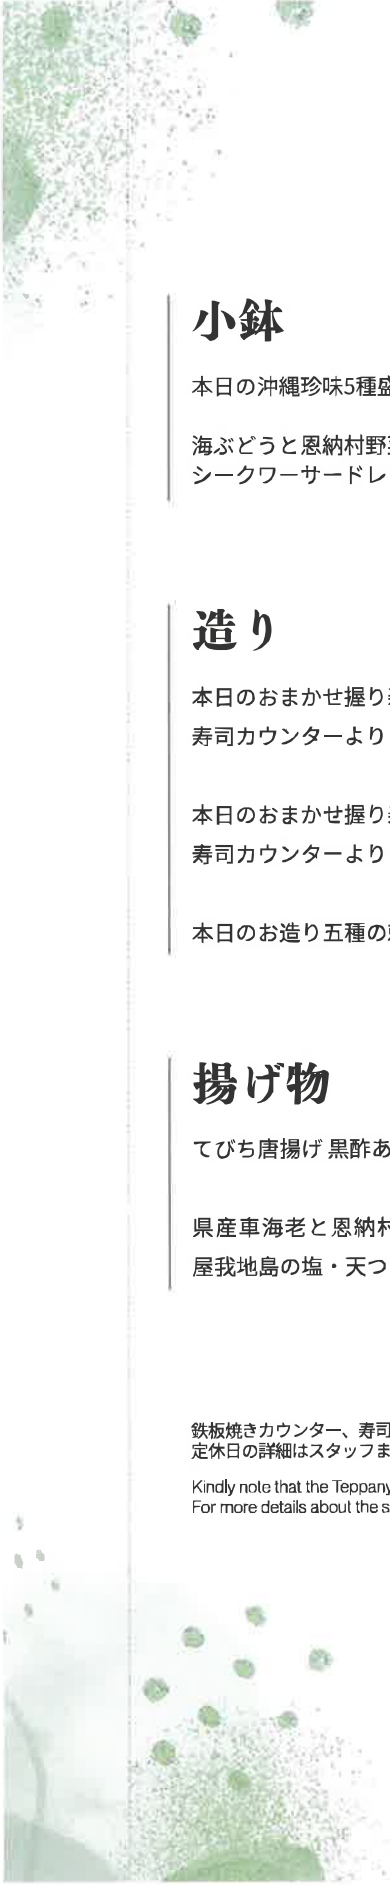 小鉢
本日の沖縄珍味5種盛
海ぶどうと恩納村野菜
シークワーサードレ
造り
本日のおまかせ握り
寿司カウンターより
本日のおまかせ握り
寿司カウンターより
本日のお造り五種の
揚げ物
てびち唐揚げ 黒酢あ
県産車海老と恩納村
屋我地島の塩・天つ
鉄板焼きカウンター、寿司
定休日の詳細はスタッフま
Kindly note that the Teppany
For more details about the s